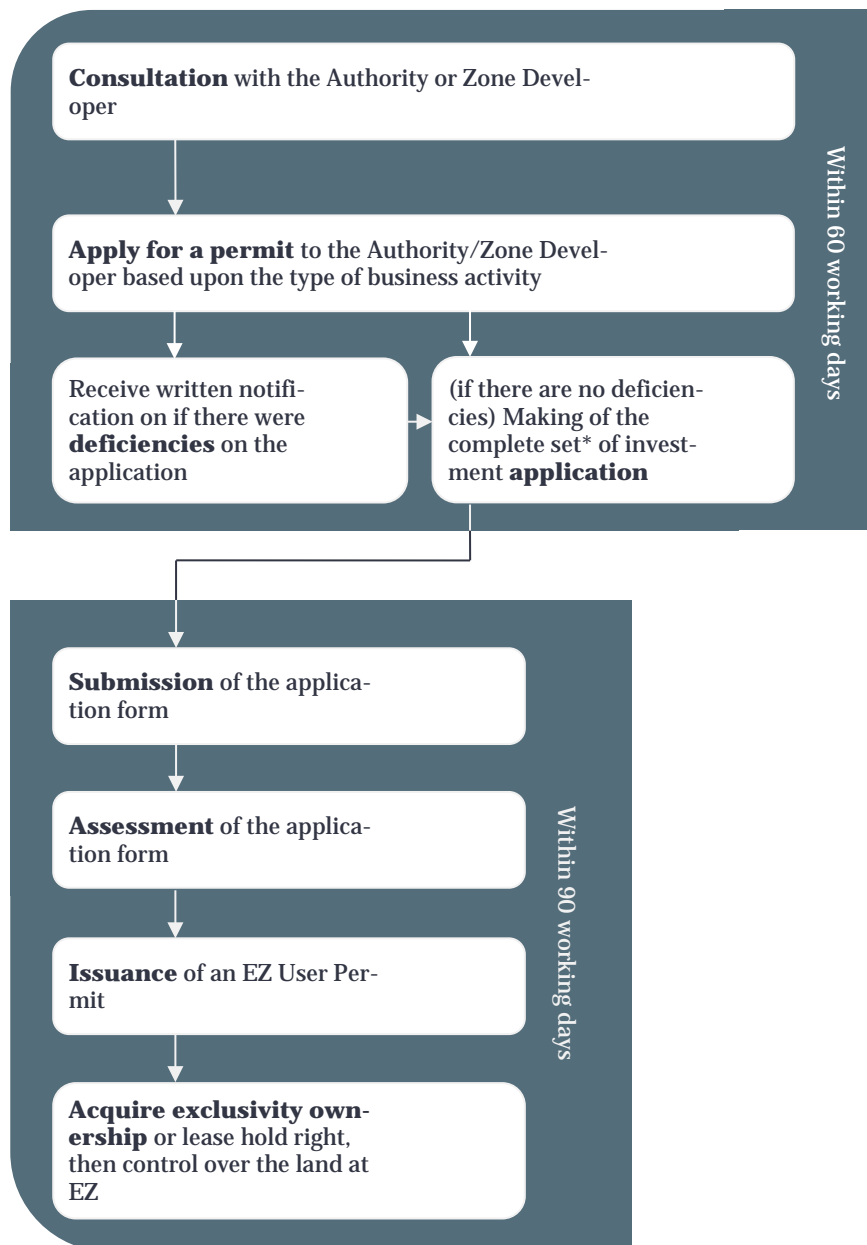 Consultation with the Authority or Zone Devel-
oper
Within 60 working days
Apply for a permit to the Authority/Zone Devel-
oper based upon the type of business activity
Receive written notifi-
cation on if there were
deficiencies on the
application
(if there are no deficien-
cies) Making of the
complete set* of invest-
ment application
Submission of the applica-
tion form
Assessment of the applica-
tion form
Within 90 working days
Issuance of an EZ User Per-
mit
Acquire exclusivity own-
ership or lease hold right,
then control over the land at
EZ